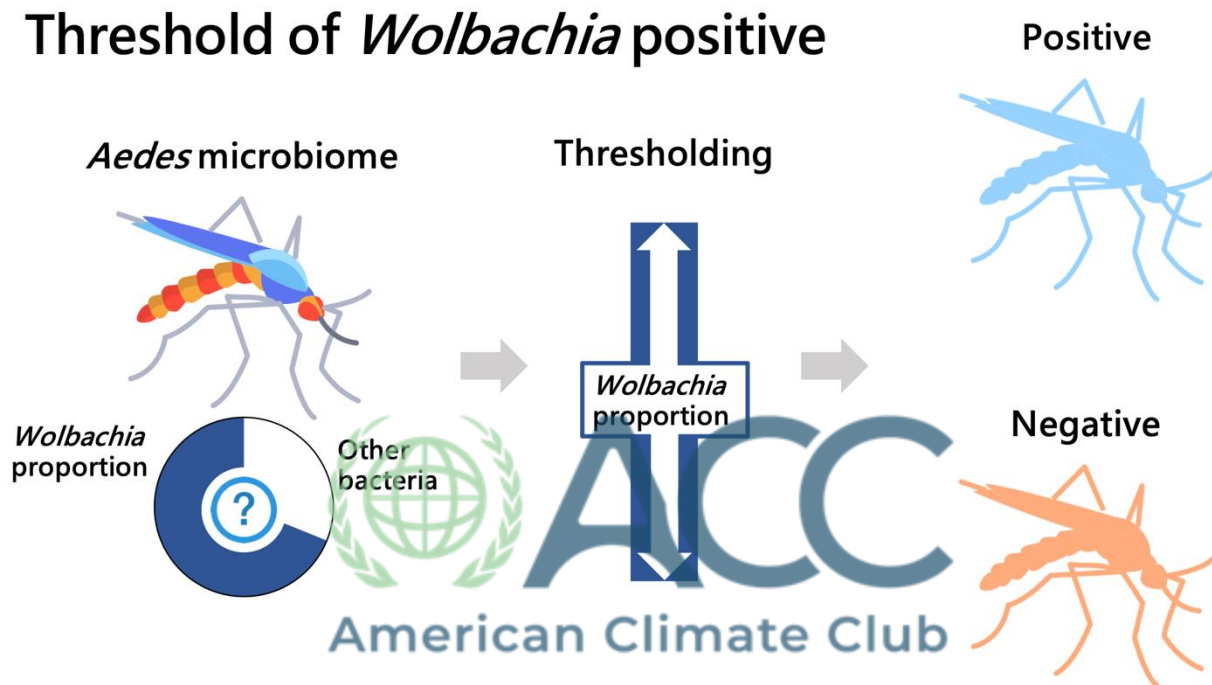 Threshold of Wolbachia positive
Positive
Aedes microbiome
Thresholding
Wolbachia
proportion
Negative
Wolbachia
proportion
Other
bacteria
?
ACC
American Climate Club